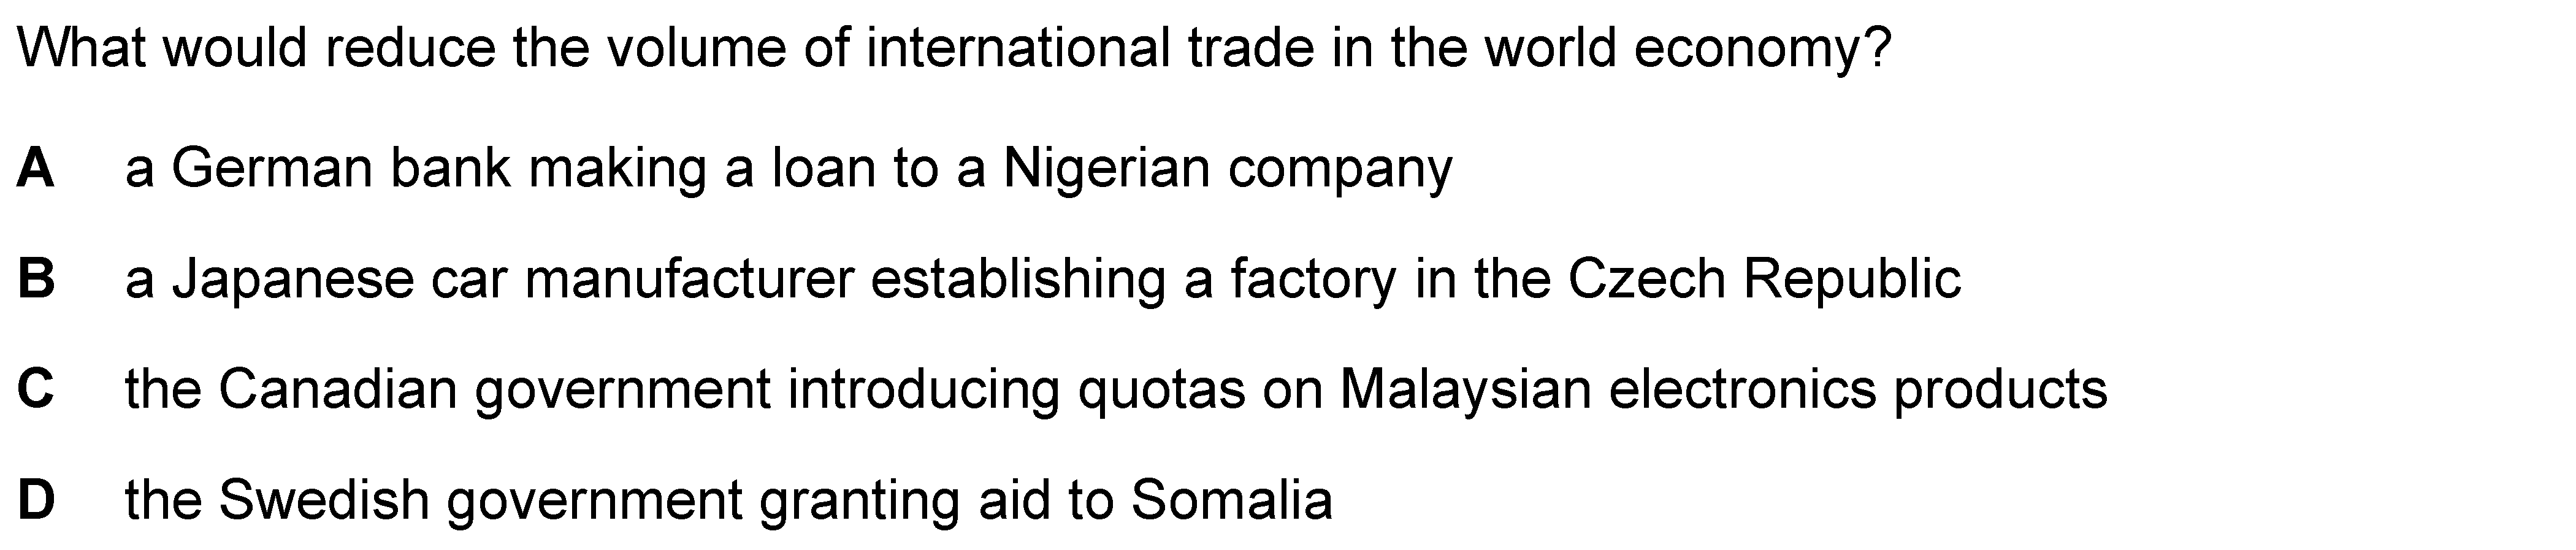 What would reduce the volume of international trade in the world economy?
A a German bank making a loan to a Nigerian company
B a Japanese car manufacturer establishing a factory in the Czech Republic
C the Canadian government introducing quotas on Malaysian electronics products
D the Swedish government granting aid to Somalia